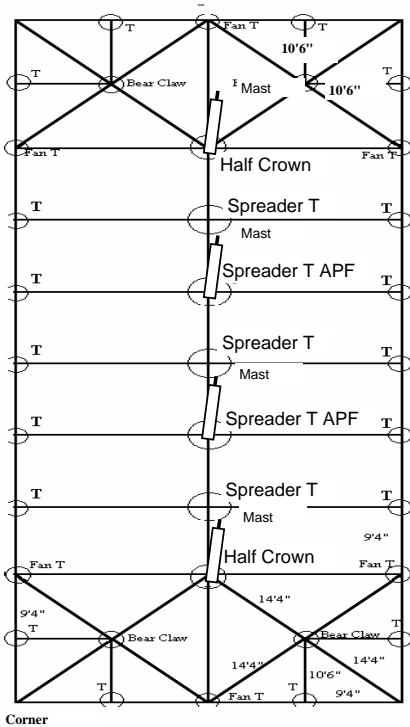 Fan T
T
T
10'6"
T
Bear Claw
Mast
10'6"
T
Fan T
Fan T
Half Crown
T
Spreader T
T
Mast
T
Spreader T APF
T
T
Spreader T
T
Mast
T
Spreader T APF
T
T
Spreader T
T
Mast
9'4"
Fan T
Half Crown
Fan T
9'4"
14'4"
T
Bear Claw
Bear Claw
T
14'4"
14'4"
10'6"
T
T
9'4"
Fan T
Corner